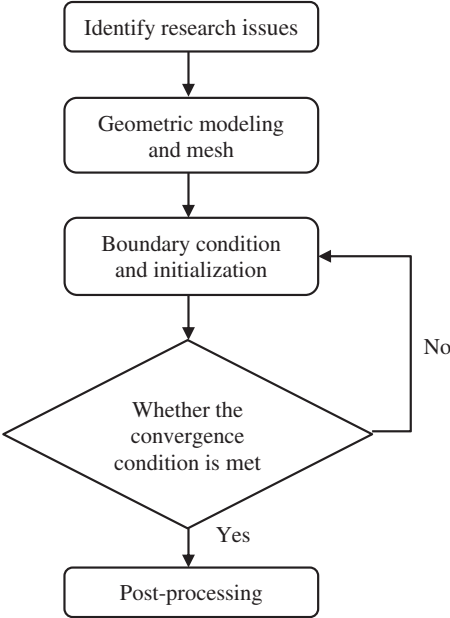 Identify research issues
Geometric modeling
and mesh
Boundary condition
and initialization
No
Whether the
convergence
condition is met
Yes
Post-processing